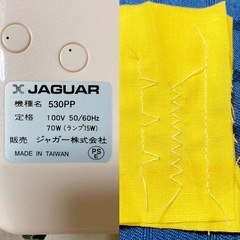 JAGUAR
機種名 530PP
定格 100V 50/60Hz
70W(ランプ15W)
販売 ジャガー株式会社
MADE IN TAIWAN
PS
E